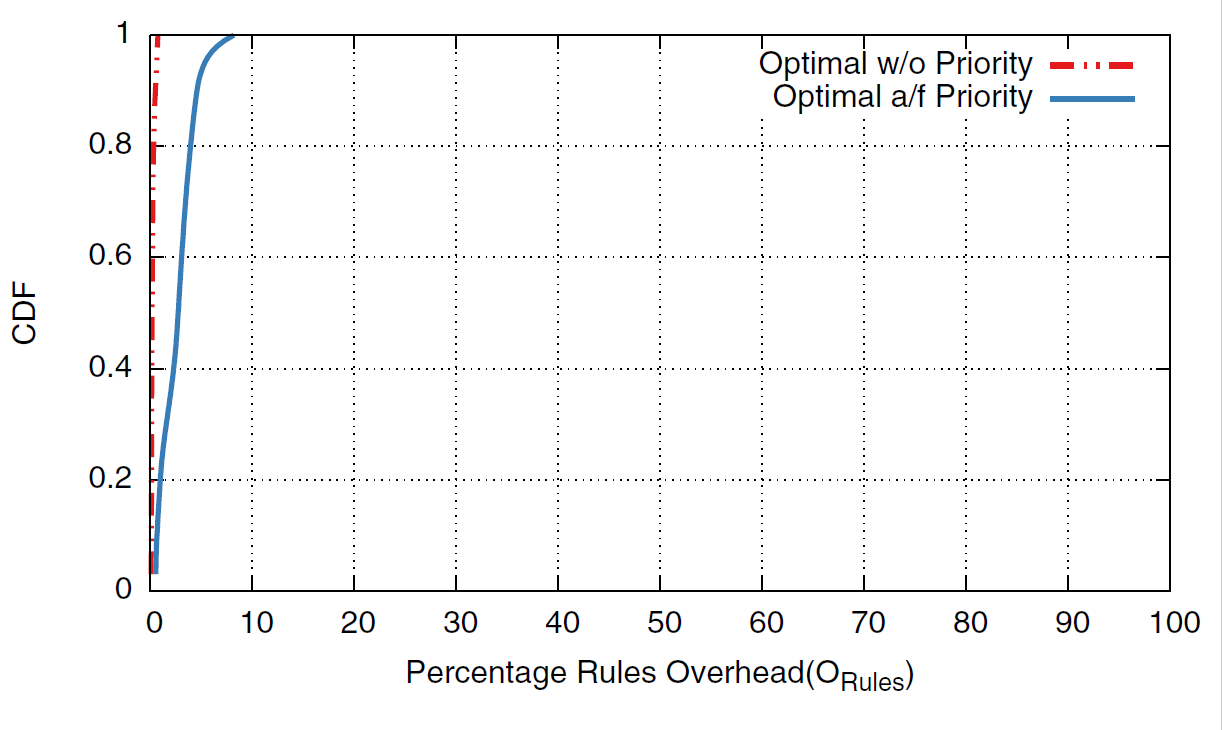 1
0.8
0.6
0.4
0.2
0
CDF
Optimal w/o Priority
Optimal a/f Priority
0 10 20 30 40 50 60 70 80 90 100
Percentage Rules Overhead(ORules)